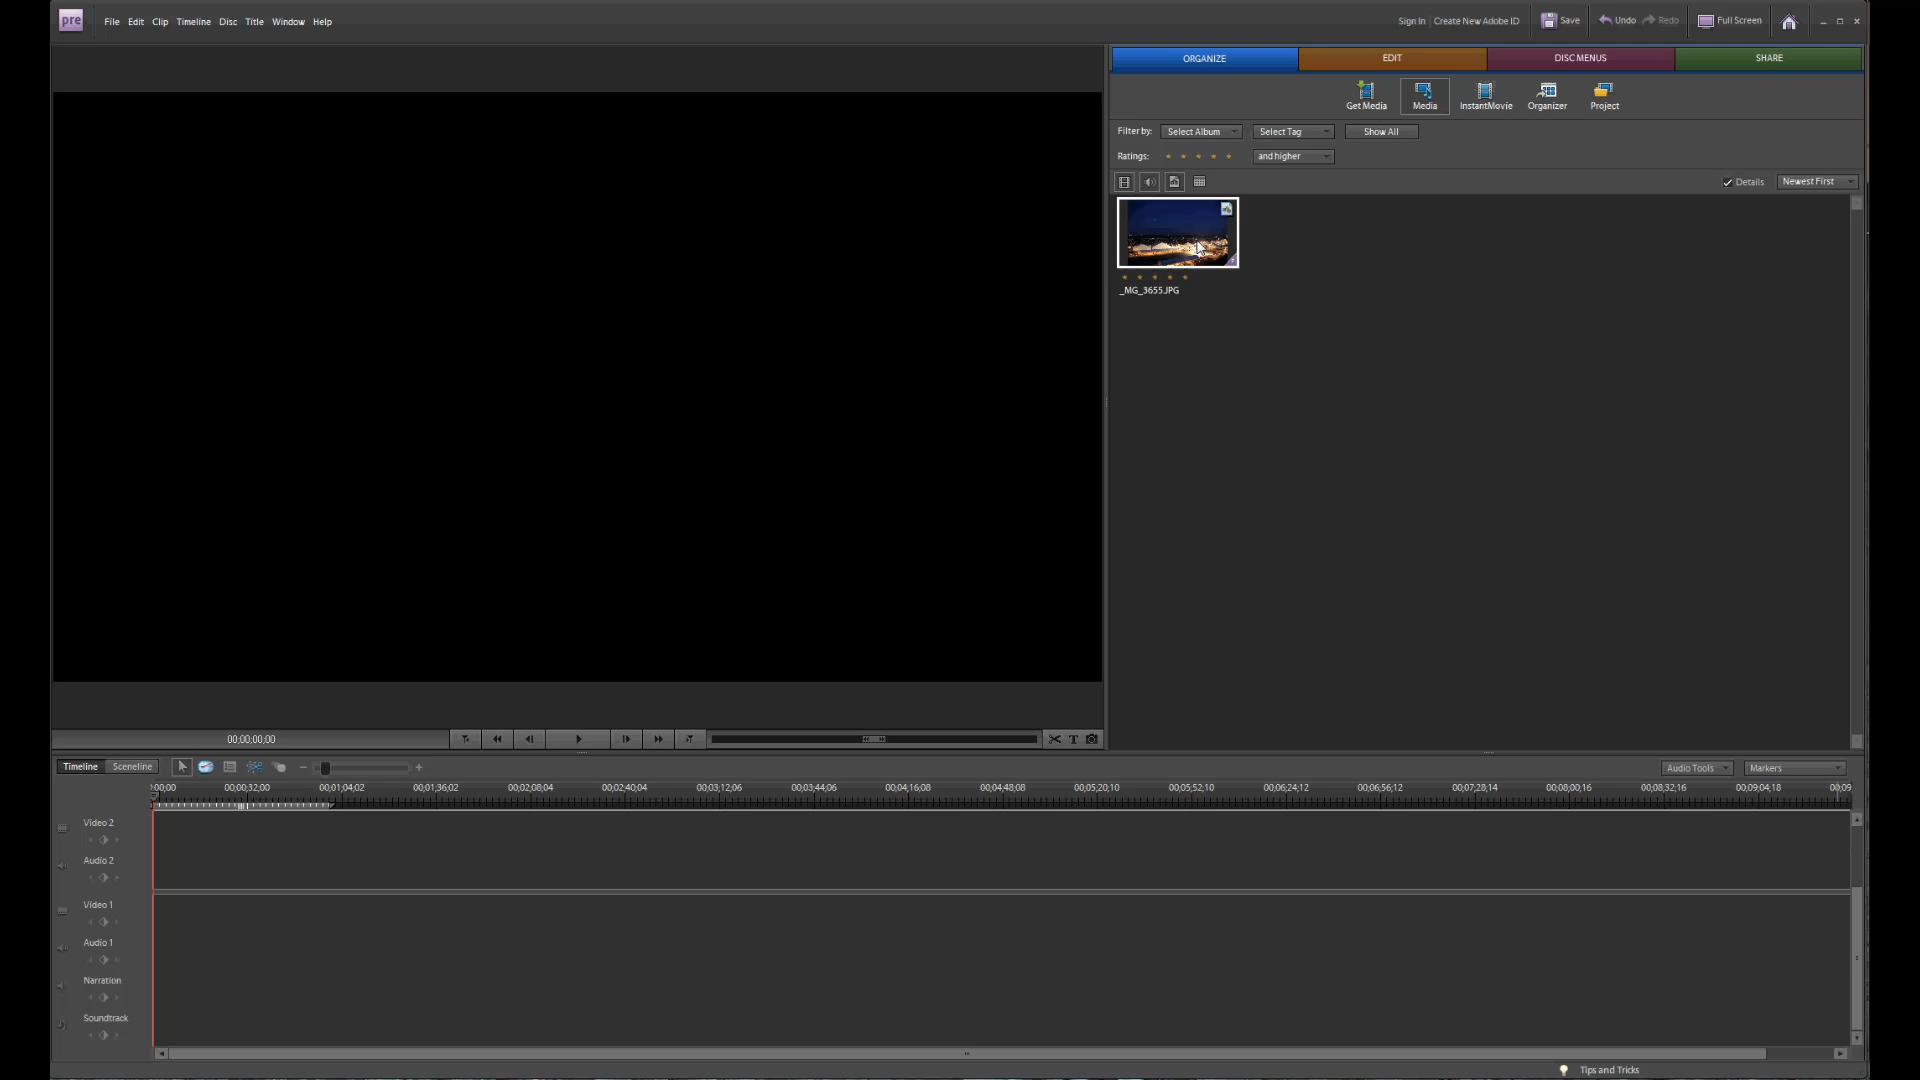 pre File Edit Clip Timeline Disc Title Window Help
Sign In Create New Adobe ID Save Undo Redo Full Screen
ORGANIZE EDIT DISC MENUS SHARE
Get Media Media InstantMovie Organizer Project
Filter by: Select Album Select Tag Show All
Ratings: and higher
Details Newest First
_MG_3655.JPG
00;00;00;00
Timeline Sceneline
Audio Tools Markers
;00;00 00;00;32;00 00;01;04;02 00;01;36;02 00;02;08;04 00;02;40;04 00;03;12;06 00;03;44;06 00;04;16;08 00;04;48;08 00;05;20;10 00;05;52;10 00;06;24;12 00;06;56;12 00;07;28;14 00;08;00;16 00;08;32;16 00;09;04;18 00;09
Video 2
Audio 2
Video 1
Audio 1
Narration
Soundtrack
Tips and Tricks